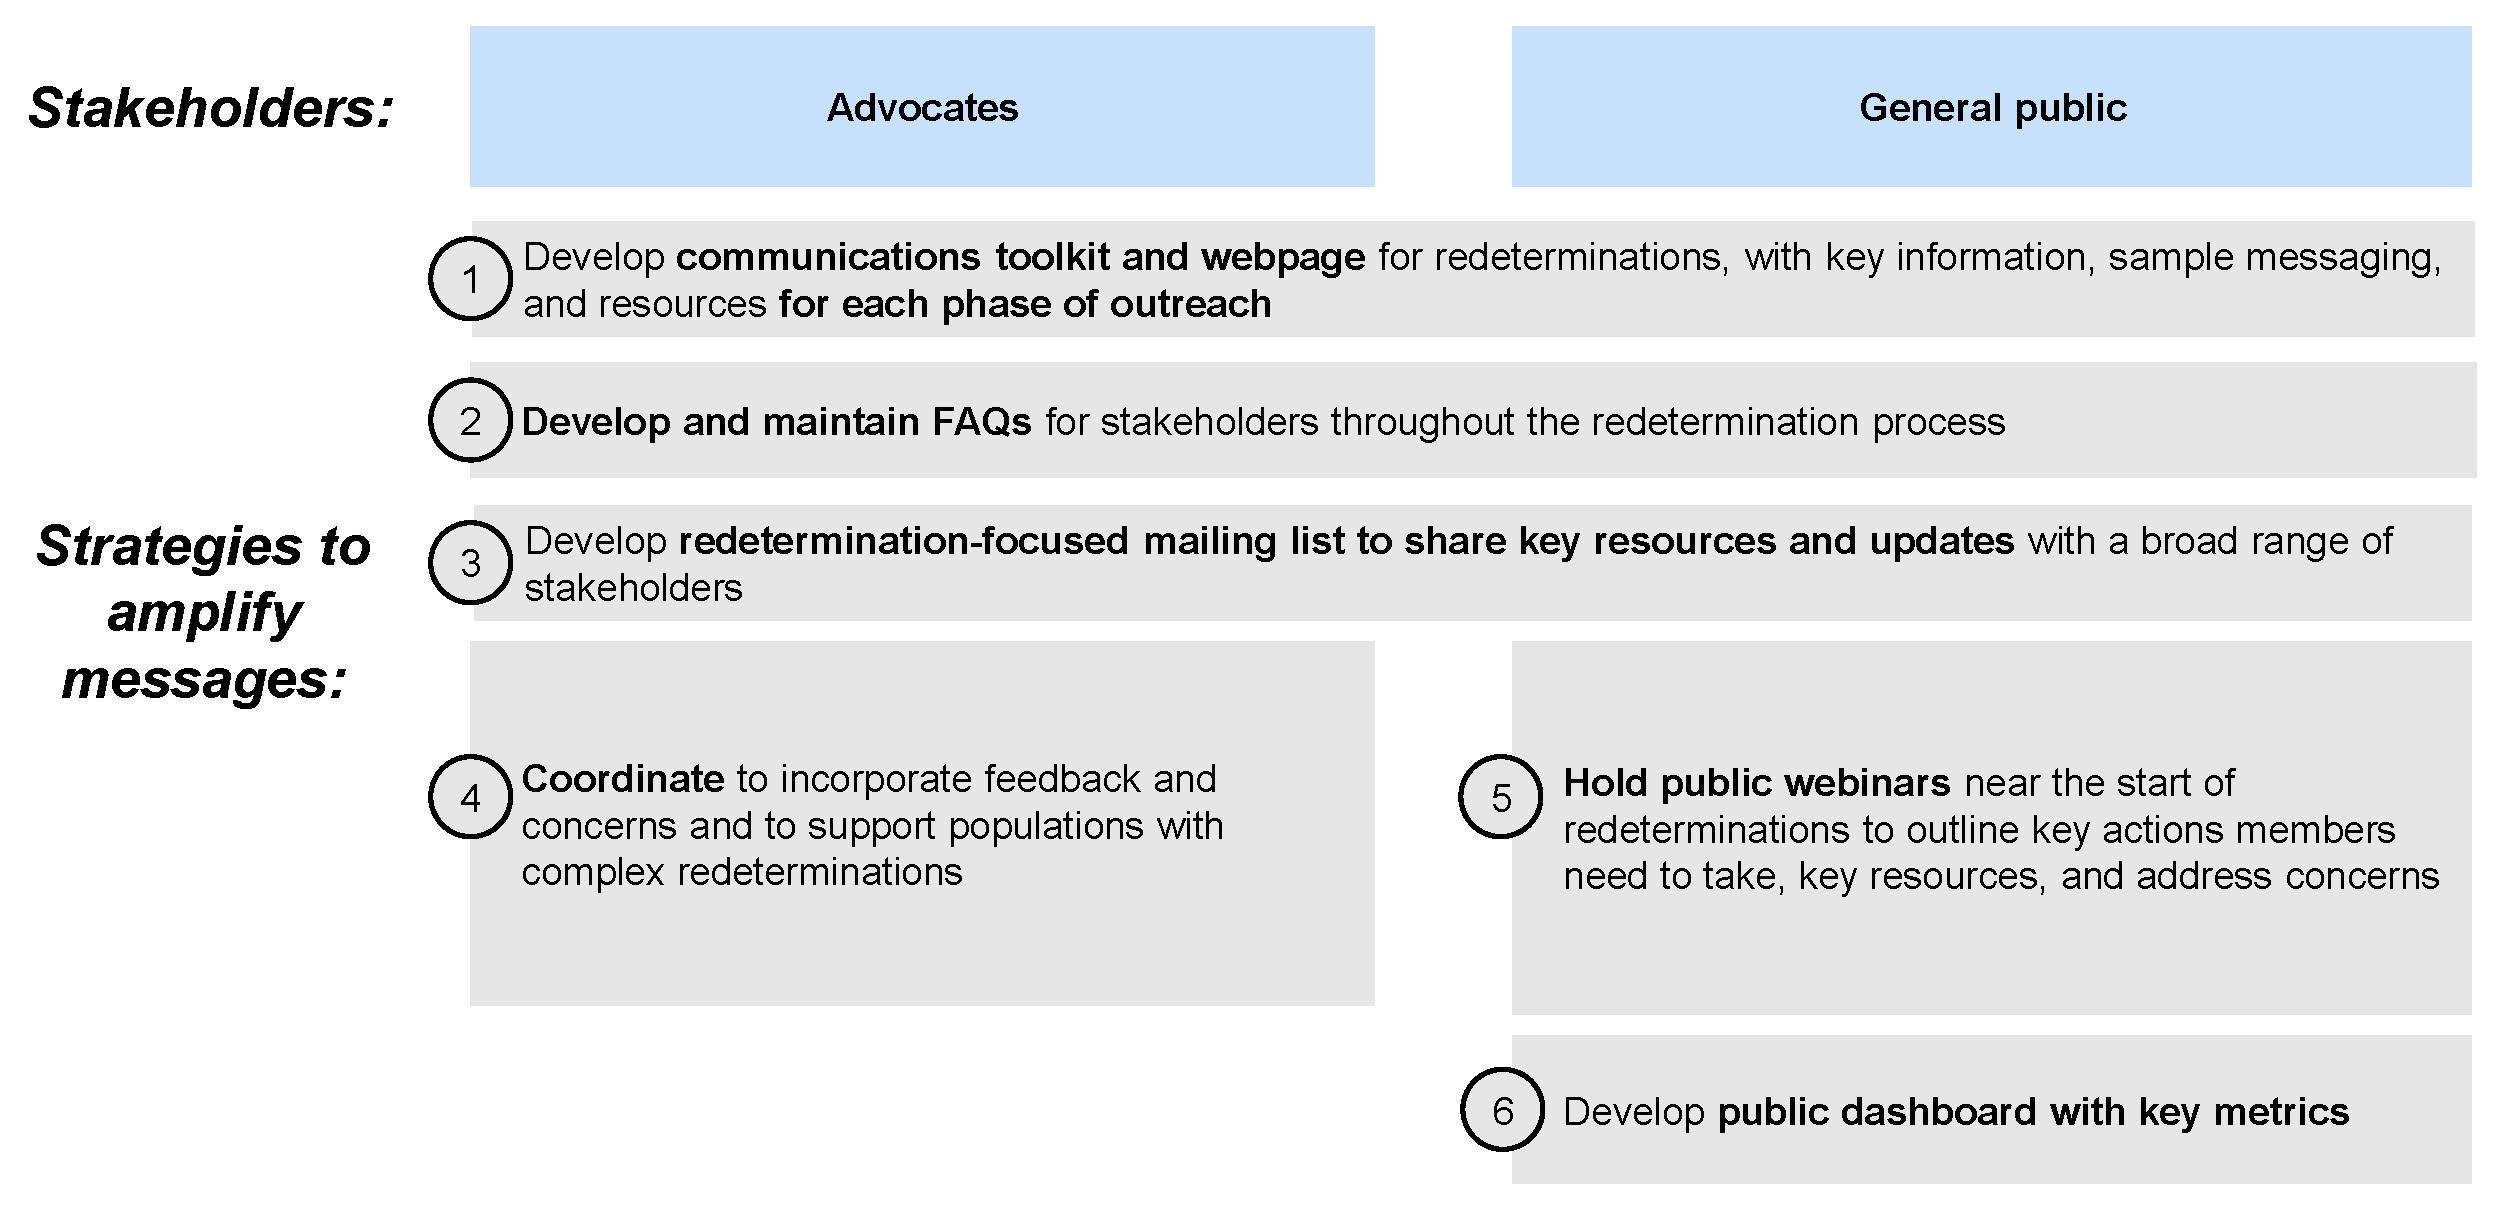 Stakeholders:
Advocates
General public
Strategies to
amplify
messages:
1
Develop communications toolkit and webpage for redeterminations, with key information, sample messaging,
and resources for each phase of outreach
2
Develop and maintain FAQs for stakeholders throughout the redetermination process
3
Develop redetermination-focused mailing list to share key resources and updates with a broad range of
stakeholders
4
Coordinate to incorporate feedback and
concerns and to support populations with
complex redeterminations
5
Hold public webinars near the start of
redeterminations to outline key actions members
need to take, key resources, and address concerns
6
Develop public dashboard with key metrics